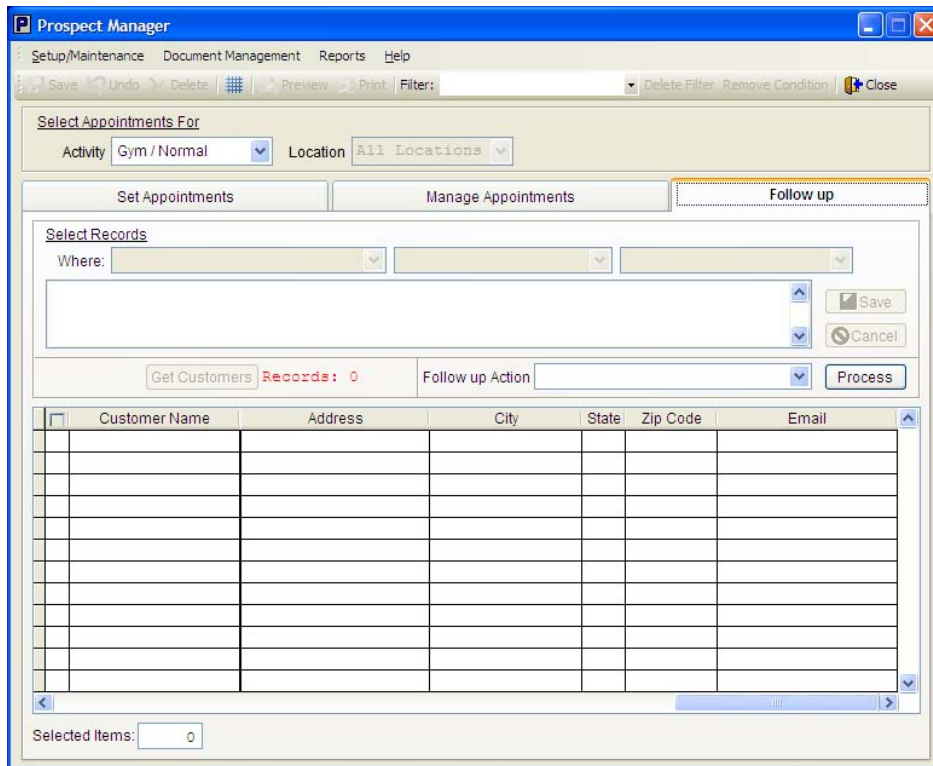 P Prospect Manager
Setup/Maintenance Document Management Reports Help
Save Undo Delete Preview Print Filter: Delete Filter Remove Condition Close
Select Appointments For
Activity Gym / Normal Location All Locations
Set Appointments Manage Appointments Follow up
Select Records
Where:
Save
Cancel
Get Customers Records: 0 Follow up Action Process
Customer Name Address City State Zip Code Email
Selected Items: 0